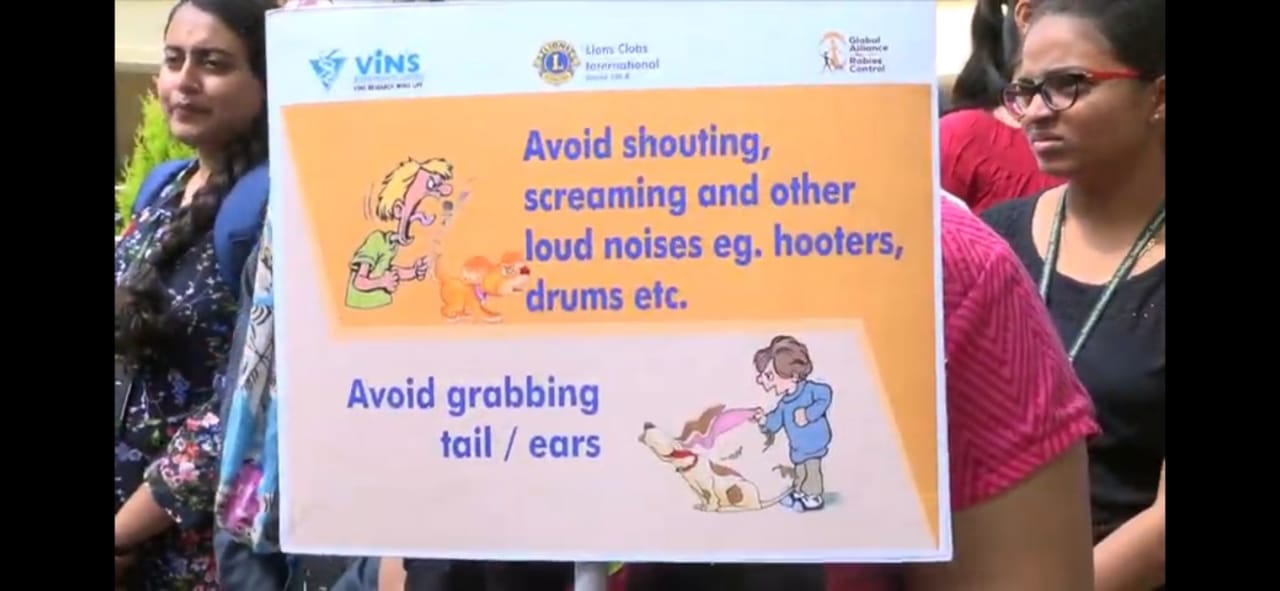 ViNS
Lions Clubs
International
Global
Alliance
for
Rabies
Control
Avoid shouting,
screaming and other
loud noises eg. hooters,
drums etc.
Avoid grabbing
tail / ears